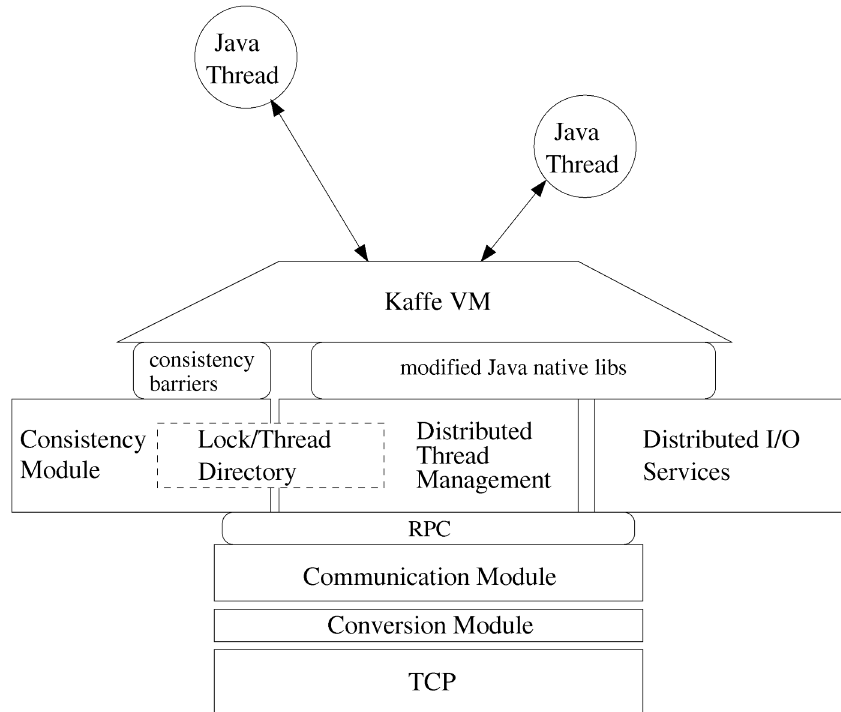 Java
Thread
Java
Thread
Kaffe VM
consistency
barriers
modified Java native libs
Consistency
Module
Lock/Thread
Directory
Distributed
Thread
Management
Distributed I/O
Services
RPC
Communication Module
Conversion Module
TCP